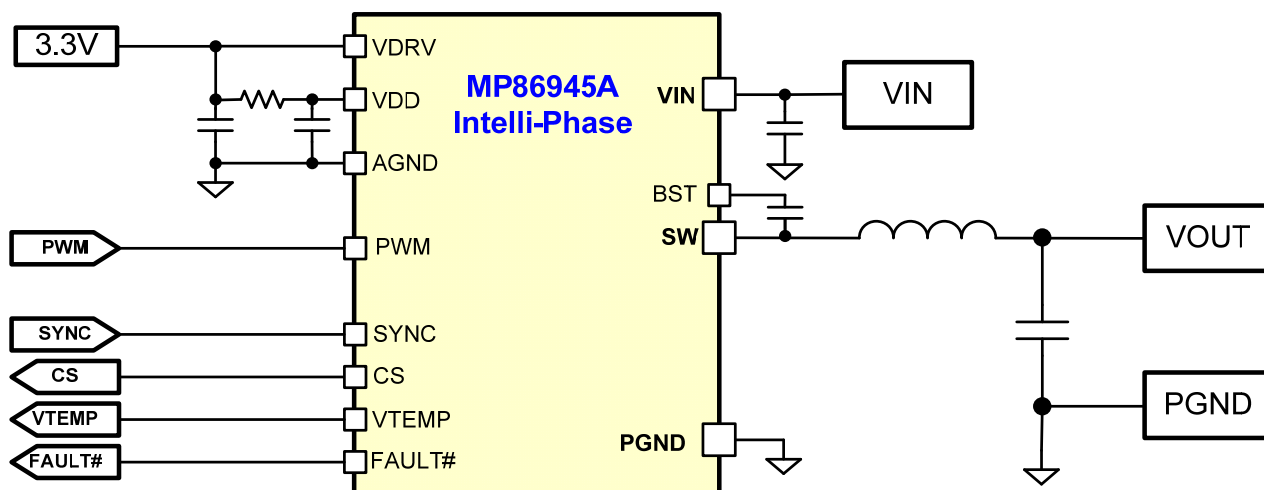 3.3V
VDRV
VDD
AGND
MP86945A
Intelli-Phase
VIN
VIN
BST
SW
VOUT
PWM
PWM
SYNC
SYNC
CS
CS
VTEMP
VTEMP
FAULT#
FAULT#
PGND
PGND